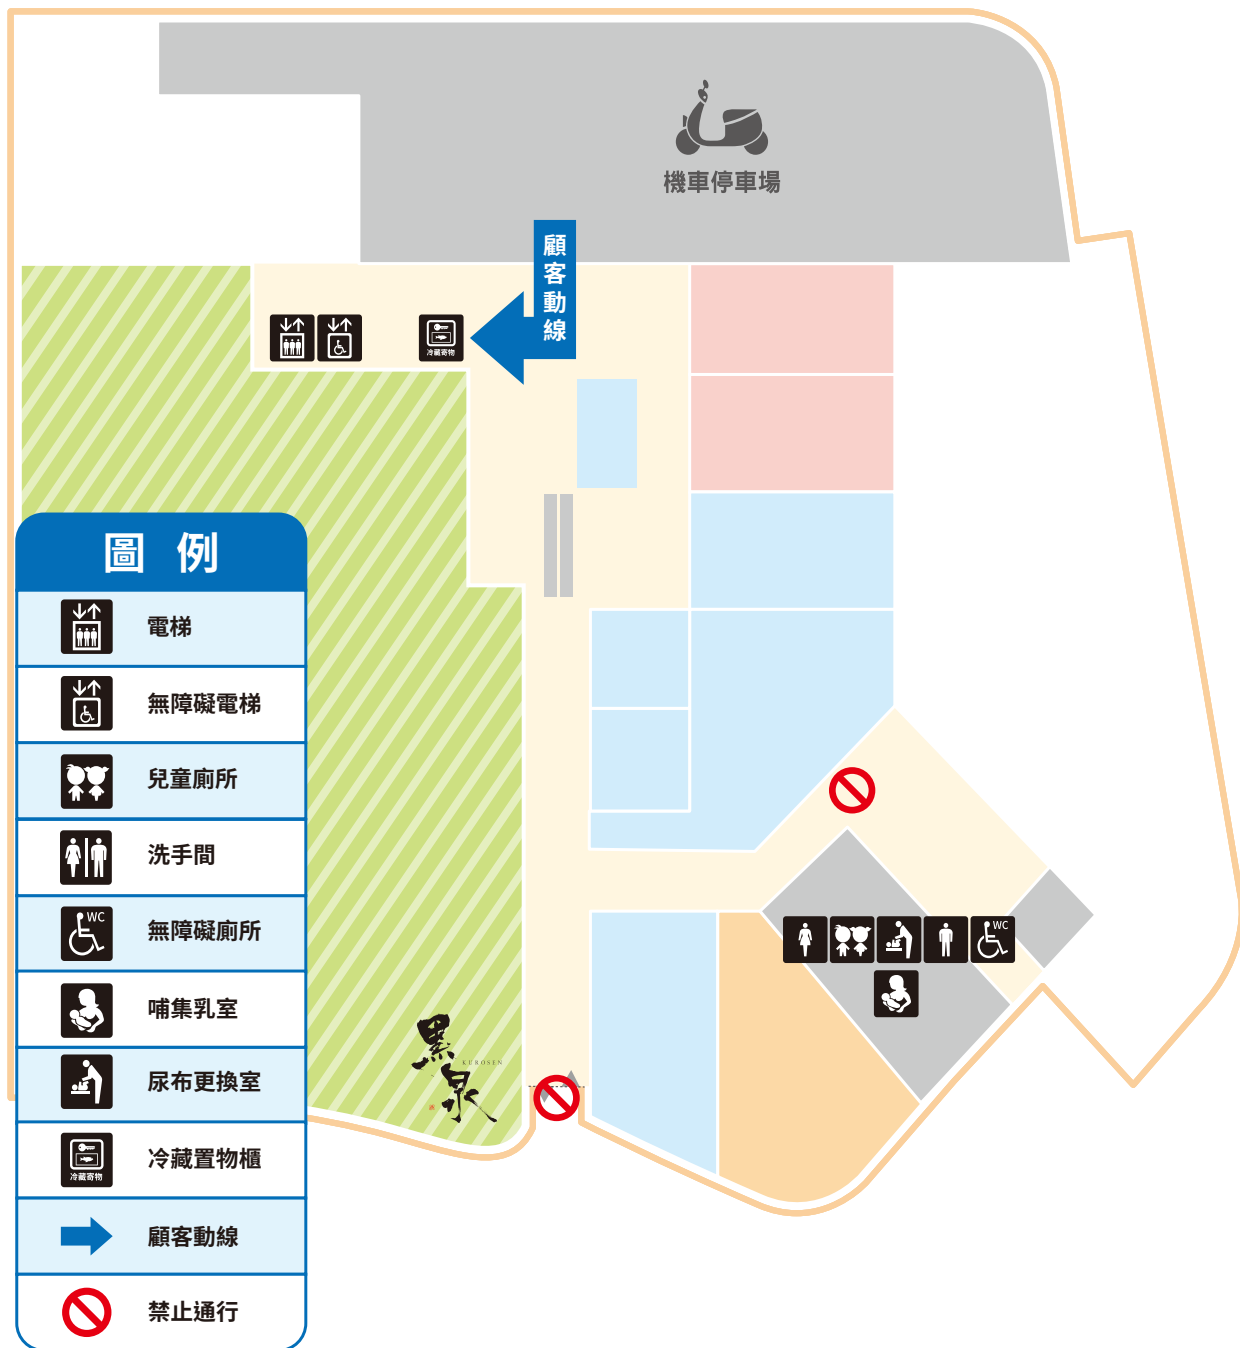 機車停車場
顧客動線
冷藏寄物
圖例
電梯
無障礙電梯
兒童廁所
洗手間
WC
無障礙廁所
哺集乳室
尿布更換室
冷藏寄物
冷藏置物櫃
顧客動線
禁止通行
WC
黑泉
KUROSEN